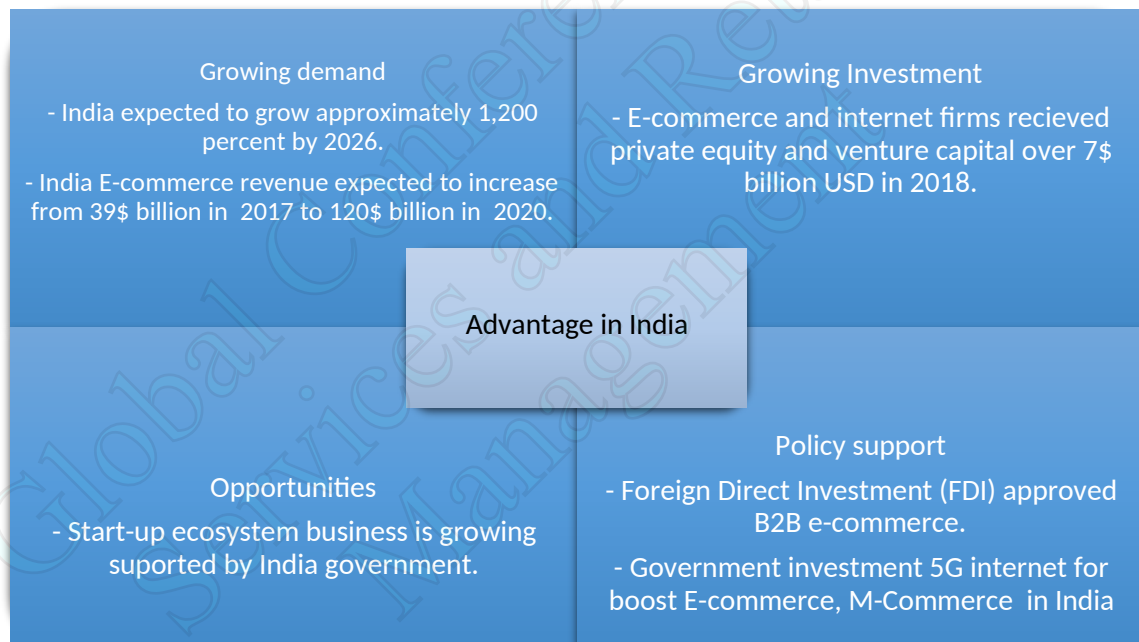 Growing demand
- India expected to grow approximately 1,200
percent by 2026.
- India E-commerce revenue expected to increase
from 39$ billion in  2017 to 120$ billion in  2020.
Growing Investment
- E-commerce and internet firms recieved
private equity and venture capital over 7$
billion USD in 2018.
Advantage in India
Opportunities
- Start-up ecosystem business is growing
suported by India government.
Policy support
- Foreign Direct Investment (FDI) approved
B2B e-commerce.
- Government investment 5G internet for
boost E-commerce, M-Commerce  in India
Global
Services and
Management